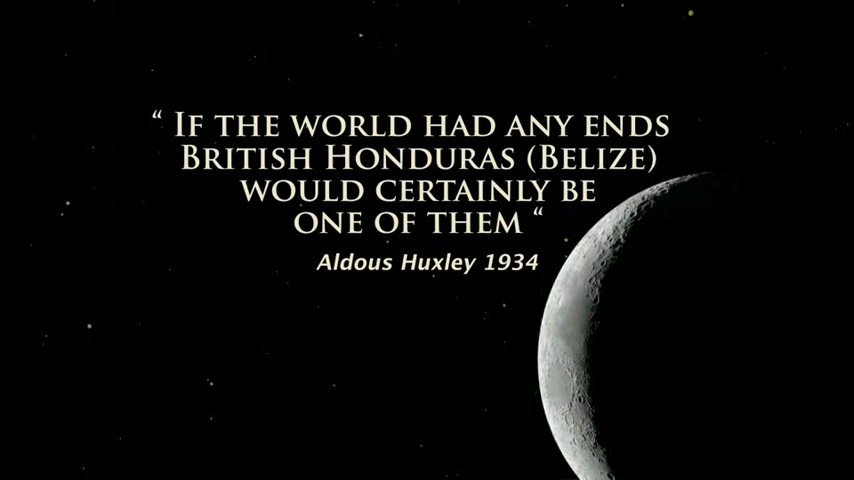 “ If the world had any ends
British Honduras (Belize)
would certainly be
one of them “
Aldous Huxley 1934